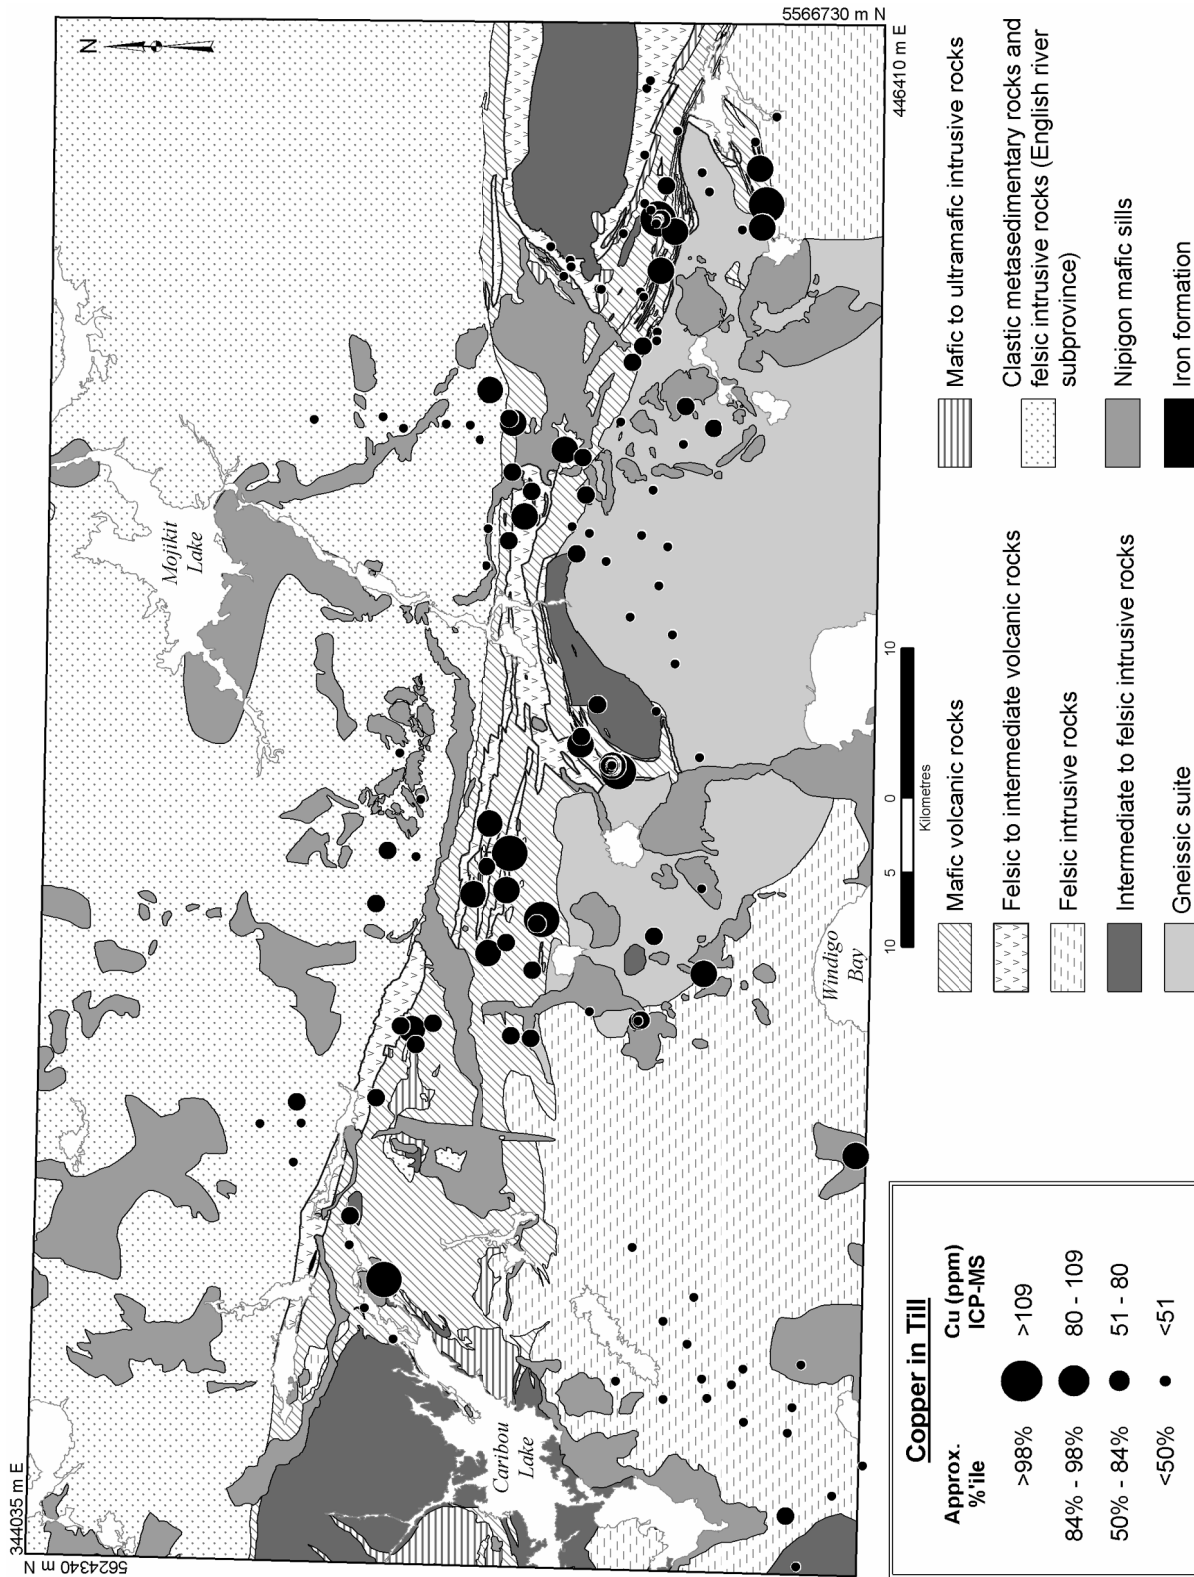 344035 m E
5624340 m N
N
5566730 m N
446410 m E
Mojikit
Lake
Caribou
Lake
Windigo
Bay
10
5
0
10
Kilometres
Copper in Till
Approx.
%'ile
Cu (ppm)
ICP-MS
>98%
>109
84% - 98%
80 - 109
50% - 84%
51 - 80
<50%
<51
Mafic volcanic rocks
Felsic to intermediate volcanic rocks
Felsic intrusive rocks
Intermediate to felsic intrusive rocks
Gneissic suite
Mafic to ultramafic intrusive rocks
Clastic metasedimentary rocks and
felsic intrusive rocks (English river
subprovince)
Nipigon mafic sills
Iron formation